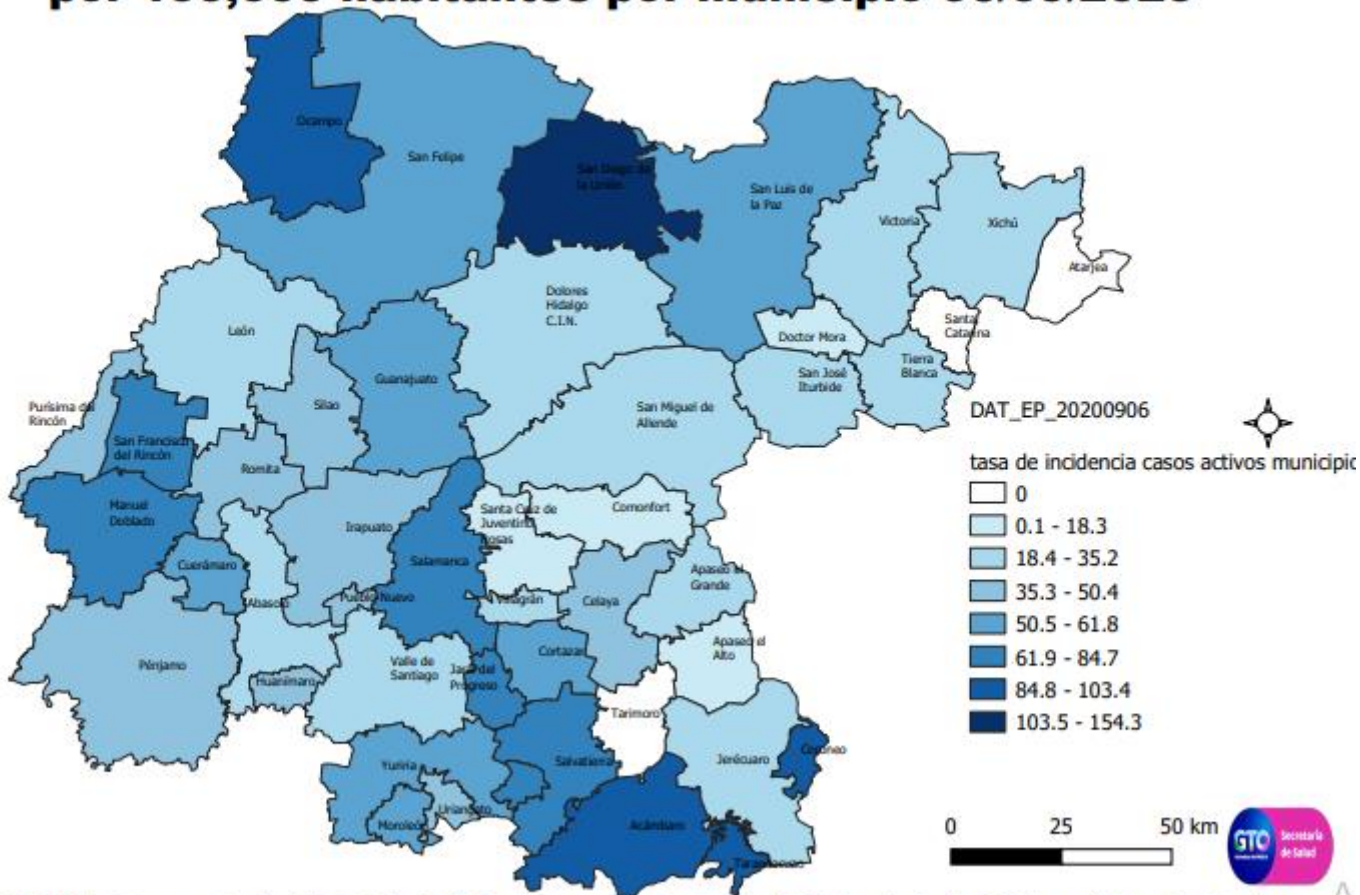 por 100,000 habitantes por municipio 06/09/2020
Ocampo
San Felipe
San Diego de
la Unión
San Luis de
la Paz
Victoria
Xichú
Atarjea
Dolores
Hidalgo
C.I.N.
León
Doctor Mora
Santa
Catarina
Guanajuato
San José
Iturbide
Tierra
Blanca
Silao
San Miguel de
Allende
Purísima del
Rincón
San Francisco
del Rincón
Romita
Manuel
Doblado
Irapuato
Santa Cruz de
Juventino
Rosas
Comonfort
Salamanca
Cuerámaro
Apaseo el
Grande
Abasolo
Pueblo Nuevo
Villagrán
Celaya
Pénjamo
Huanímaro
Valle de
Santiago
Jaral del
Progreso
Cortazar
Apaseo el
Alto
Tarimoro
Yuriria
Salvatierra
Jerécuaro
Coroneo
Uriangato
Moroleón
Acámbaro
Tarandacuao
DAT_EP_20200906
tasa de incidencia casos activos municipio
0
0.1 - 18.3
18.4 - 35.2
35.3 - 50.4
50.5 - 61.8
61.9 - 84.7
84.8 - 103.4
103.5 - 154.3
0 25 50 km
GTO
Secretaría
de Salud